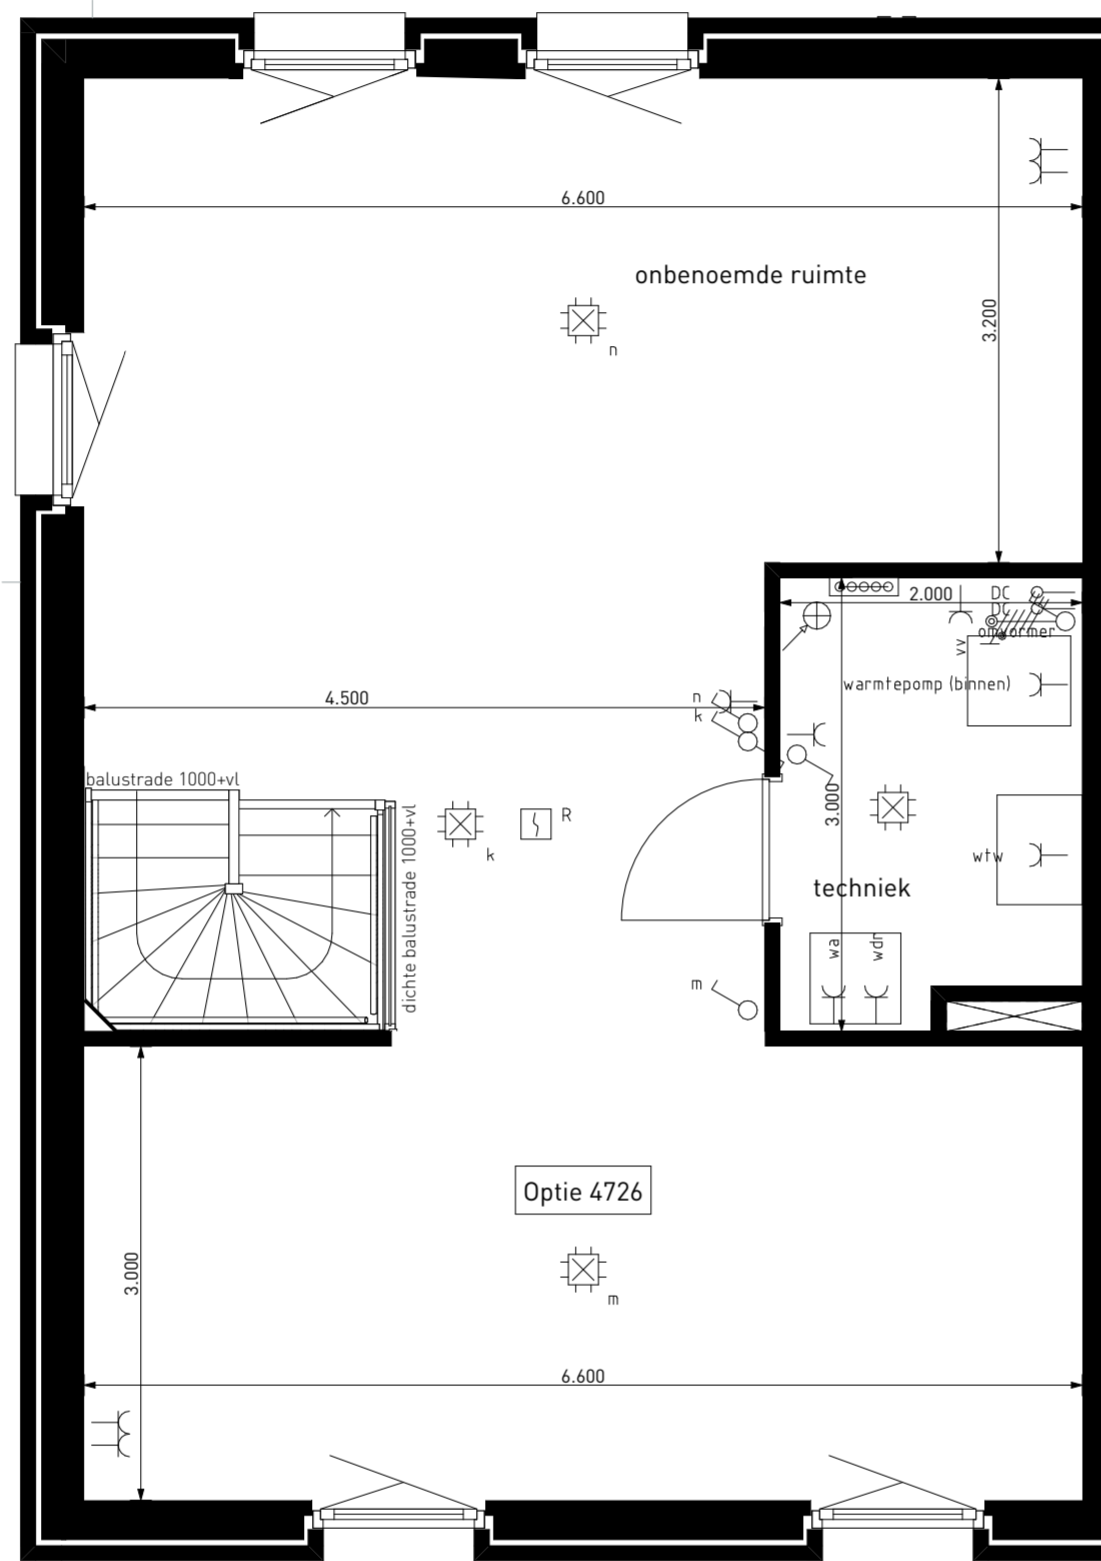 6.600
onbenoemde ruimte
3.200
n
2.000
DC
DC
omvormer
vv
warmtepomp (binnen)
4.500
n
k
balustrade 1000+vl
dichte balustrade 1000+vl
k
R
3.000
wtw
techniek
wa
wdr
m
Optie 4726
3.000
m
6.600